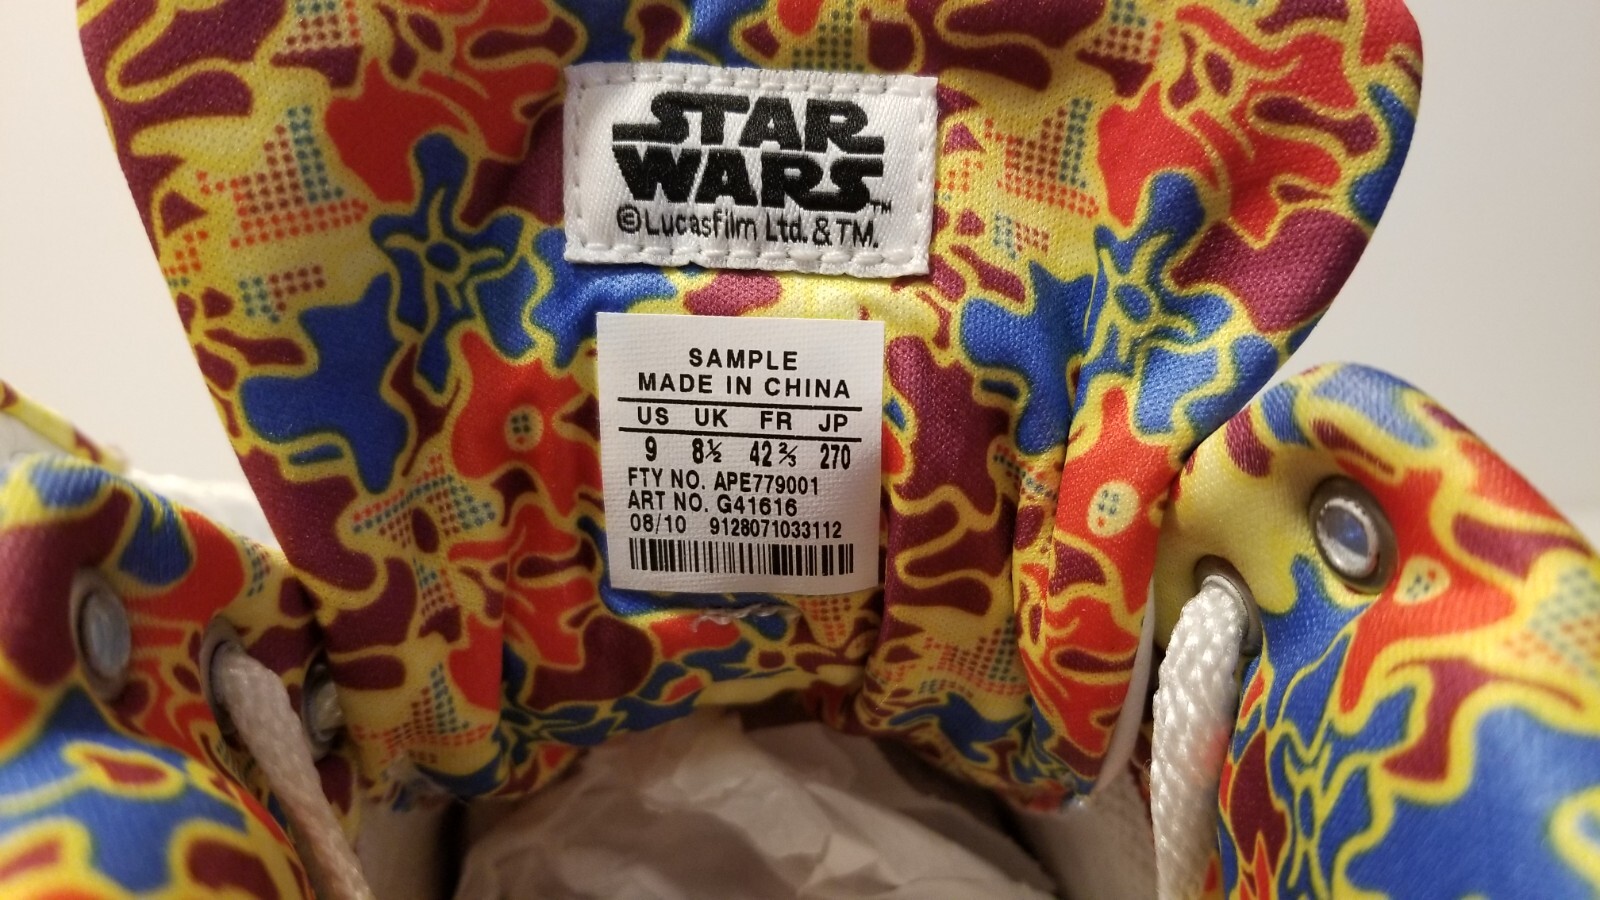 STAR
WARS™
©Lucasfilm Ltd. & TM.
SAMPLE
MADE IN CHINA
US UK FR JP
9 8½ 42⅔ 270
FTY NO. APE779001
ART NO. G41616
08/10 9128071033112